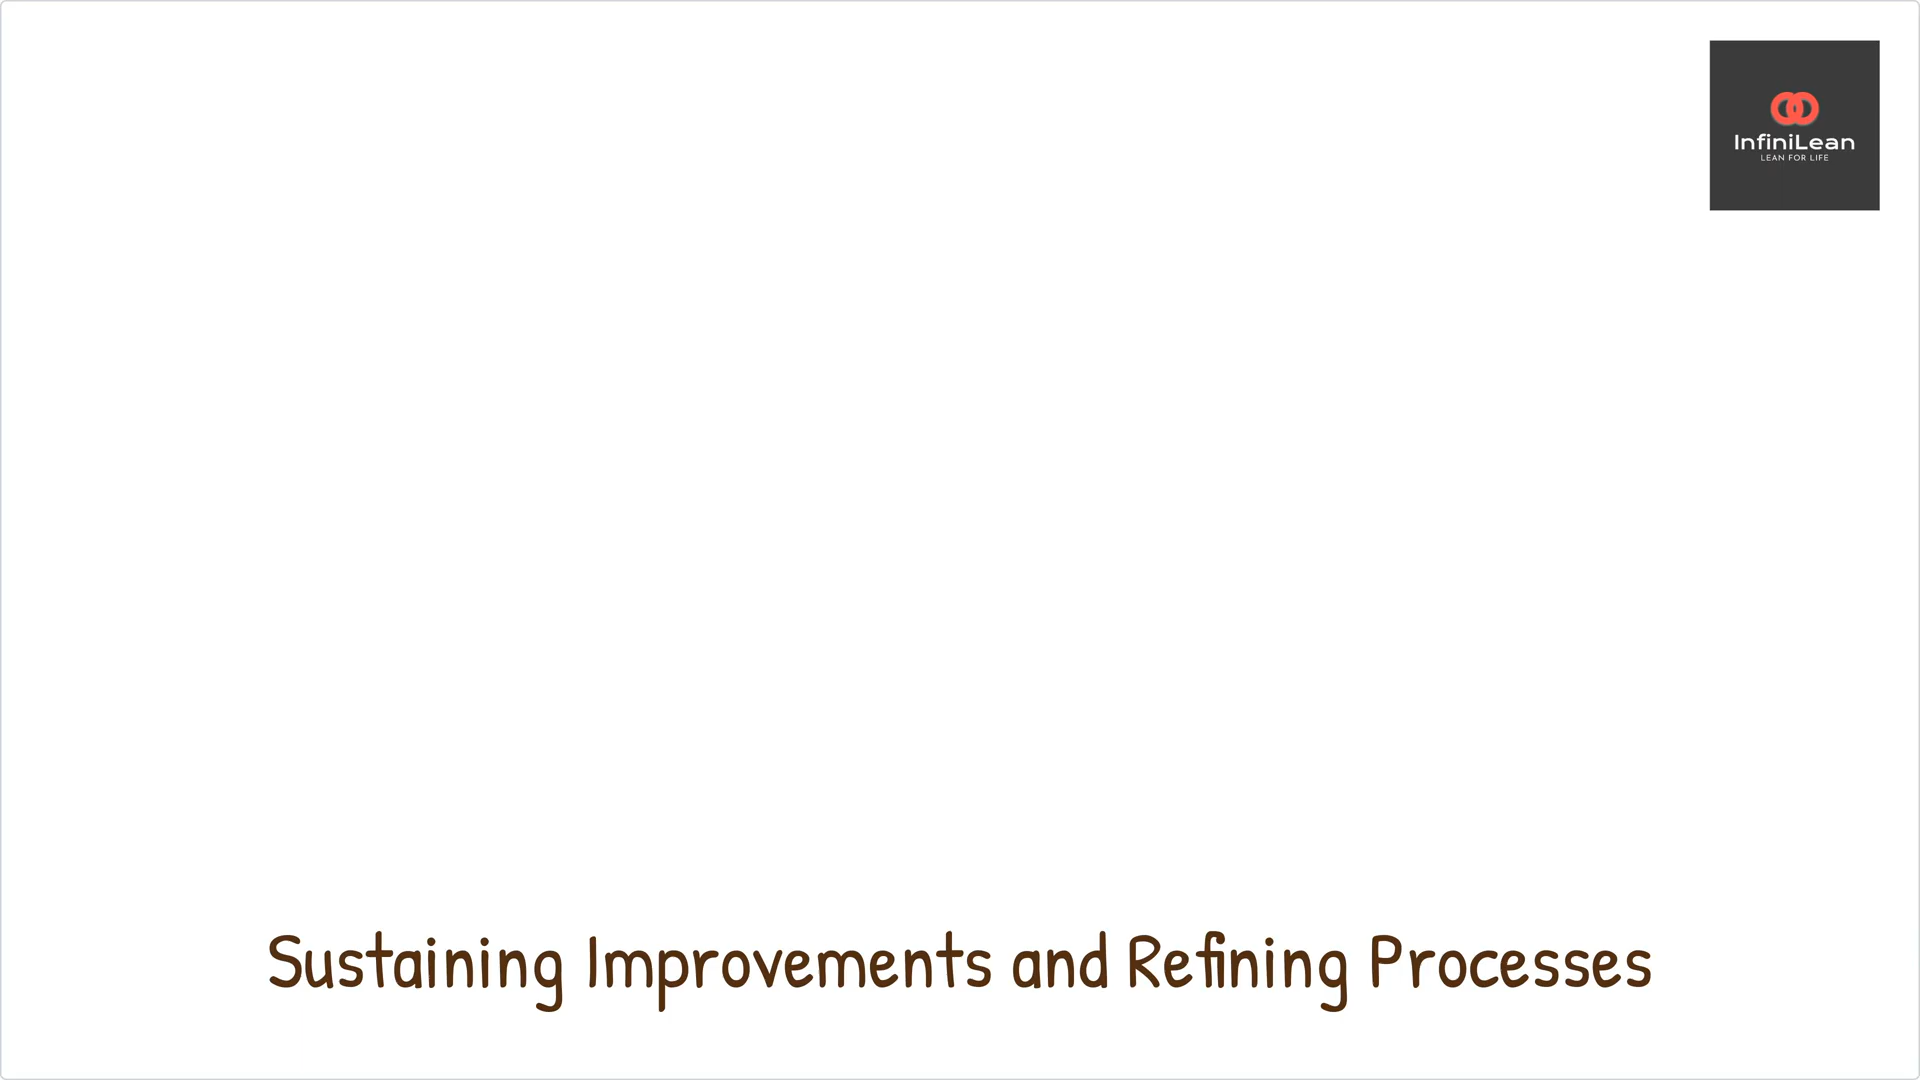 InfiniLean
LEAN FOR LIFE
Sustaining Improvements and Refining Processes